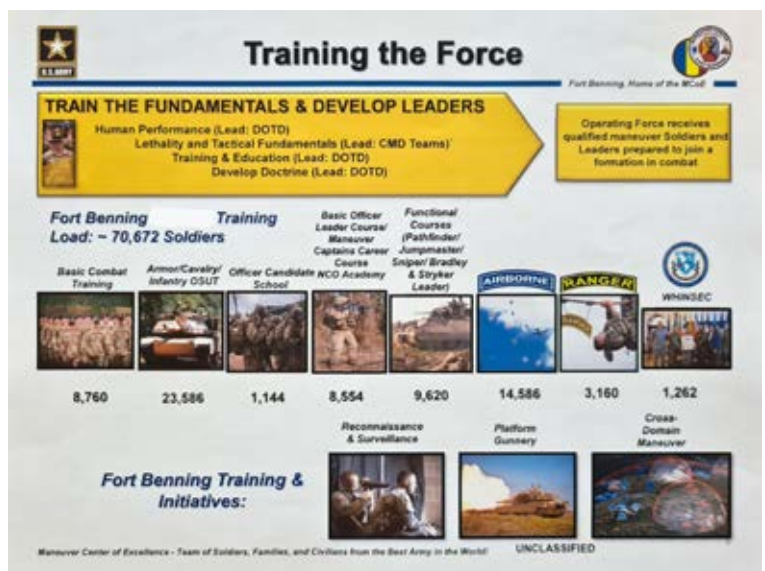 U.S. ARMY
Training the Force
Fort Benning, Home of the MCoE
TRAIN THE FUNDAMENTALS & DEVELOP LEADERS
Human Performance (Lead: DOTD)
Lethality and Tactical Fundamentals (Lead: CMD Teams)
Training & Education (Lead: DOTD)
Develop Doctrine (Lead: DOTD)
Operating Force receives
qualified maneuver Soldiers and
Leaders prepared to join a
formation in combat
Fort Benning Training
Load: ~ 70,672 Soldiers
Basic Combat
Training
Armor/Cavalry/
Infantry OSUT
Officer Candidate
School
Basic Officer
Leader Course/
Maneuver
Captains Career
Course
NCO Academy
Functional
Courses
(Pathfinder/
Jumpmaster/
Sniper/ Bradley
& Stryker
Leader)
AIRBORNE
RANGER
WHINSEC
8,760
23,586
1,144
8,554
9,620
14,586
3,160
1,262
Reconnaissance
& Surveillance
Platform
Gunnery
Cross-
Domain
Maneuver
Fort Benning Training &
Initiatives:
Maneuver Center of Excellence - Team of Soldiers, Families, and Civilians from the Best Army in the World!
UNCLASSIFIED